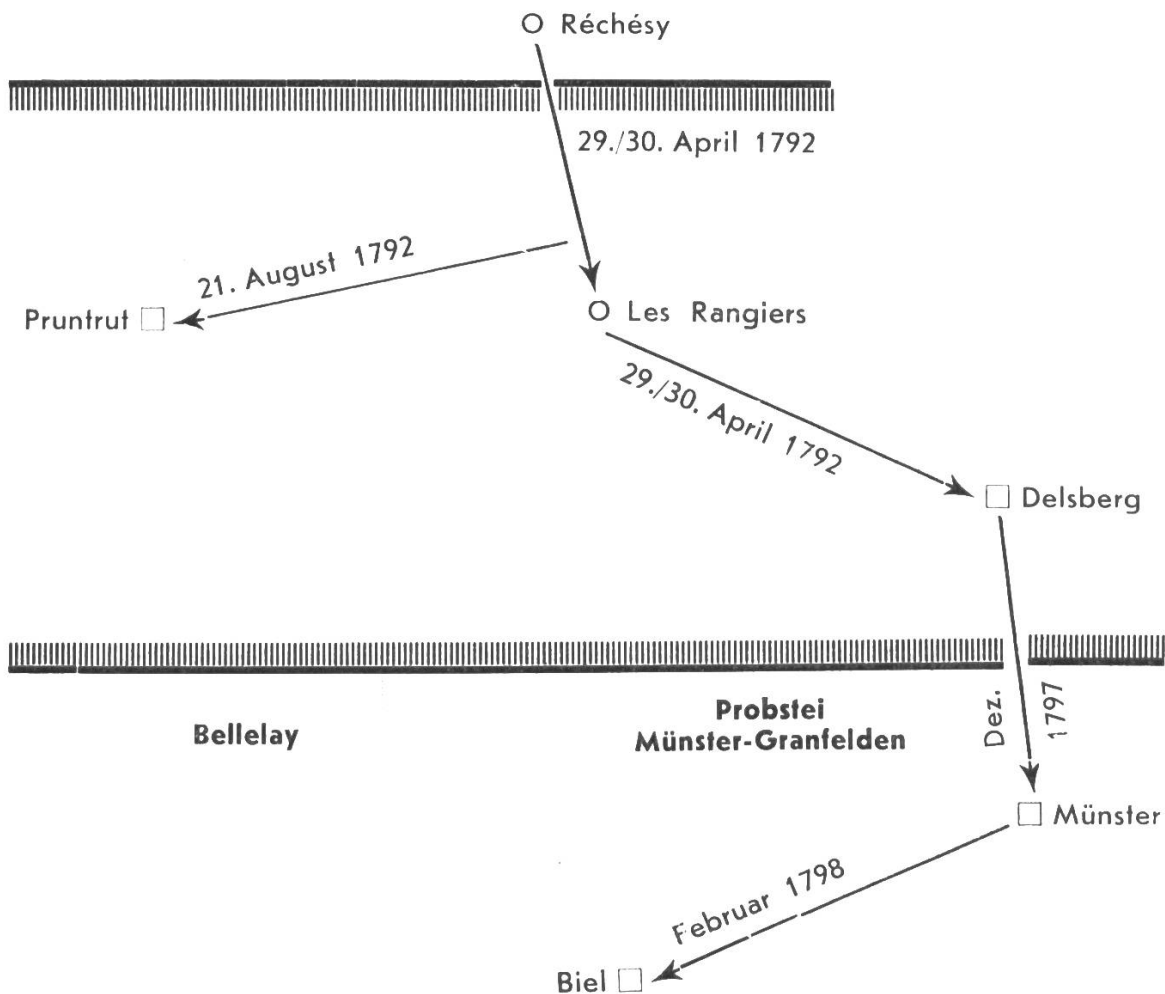 Réchésy
29./30. April 1792
21. August 1792
Pruntrut
Les Rangiers
29./30. April 1792
Delsberg
Bellelay
Probstei
Münster-Granfelden
Dez.
1797
Münster
Februar 1798
Biel